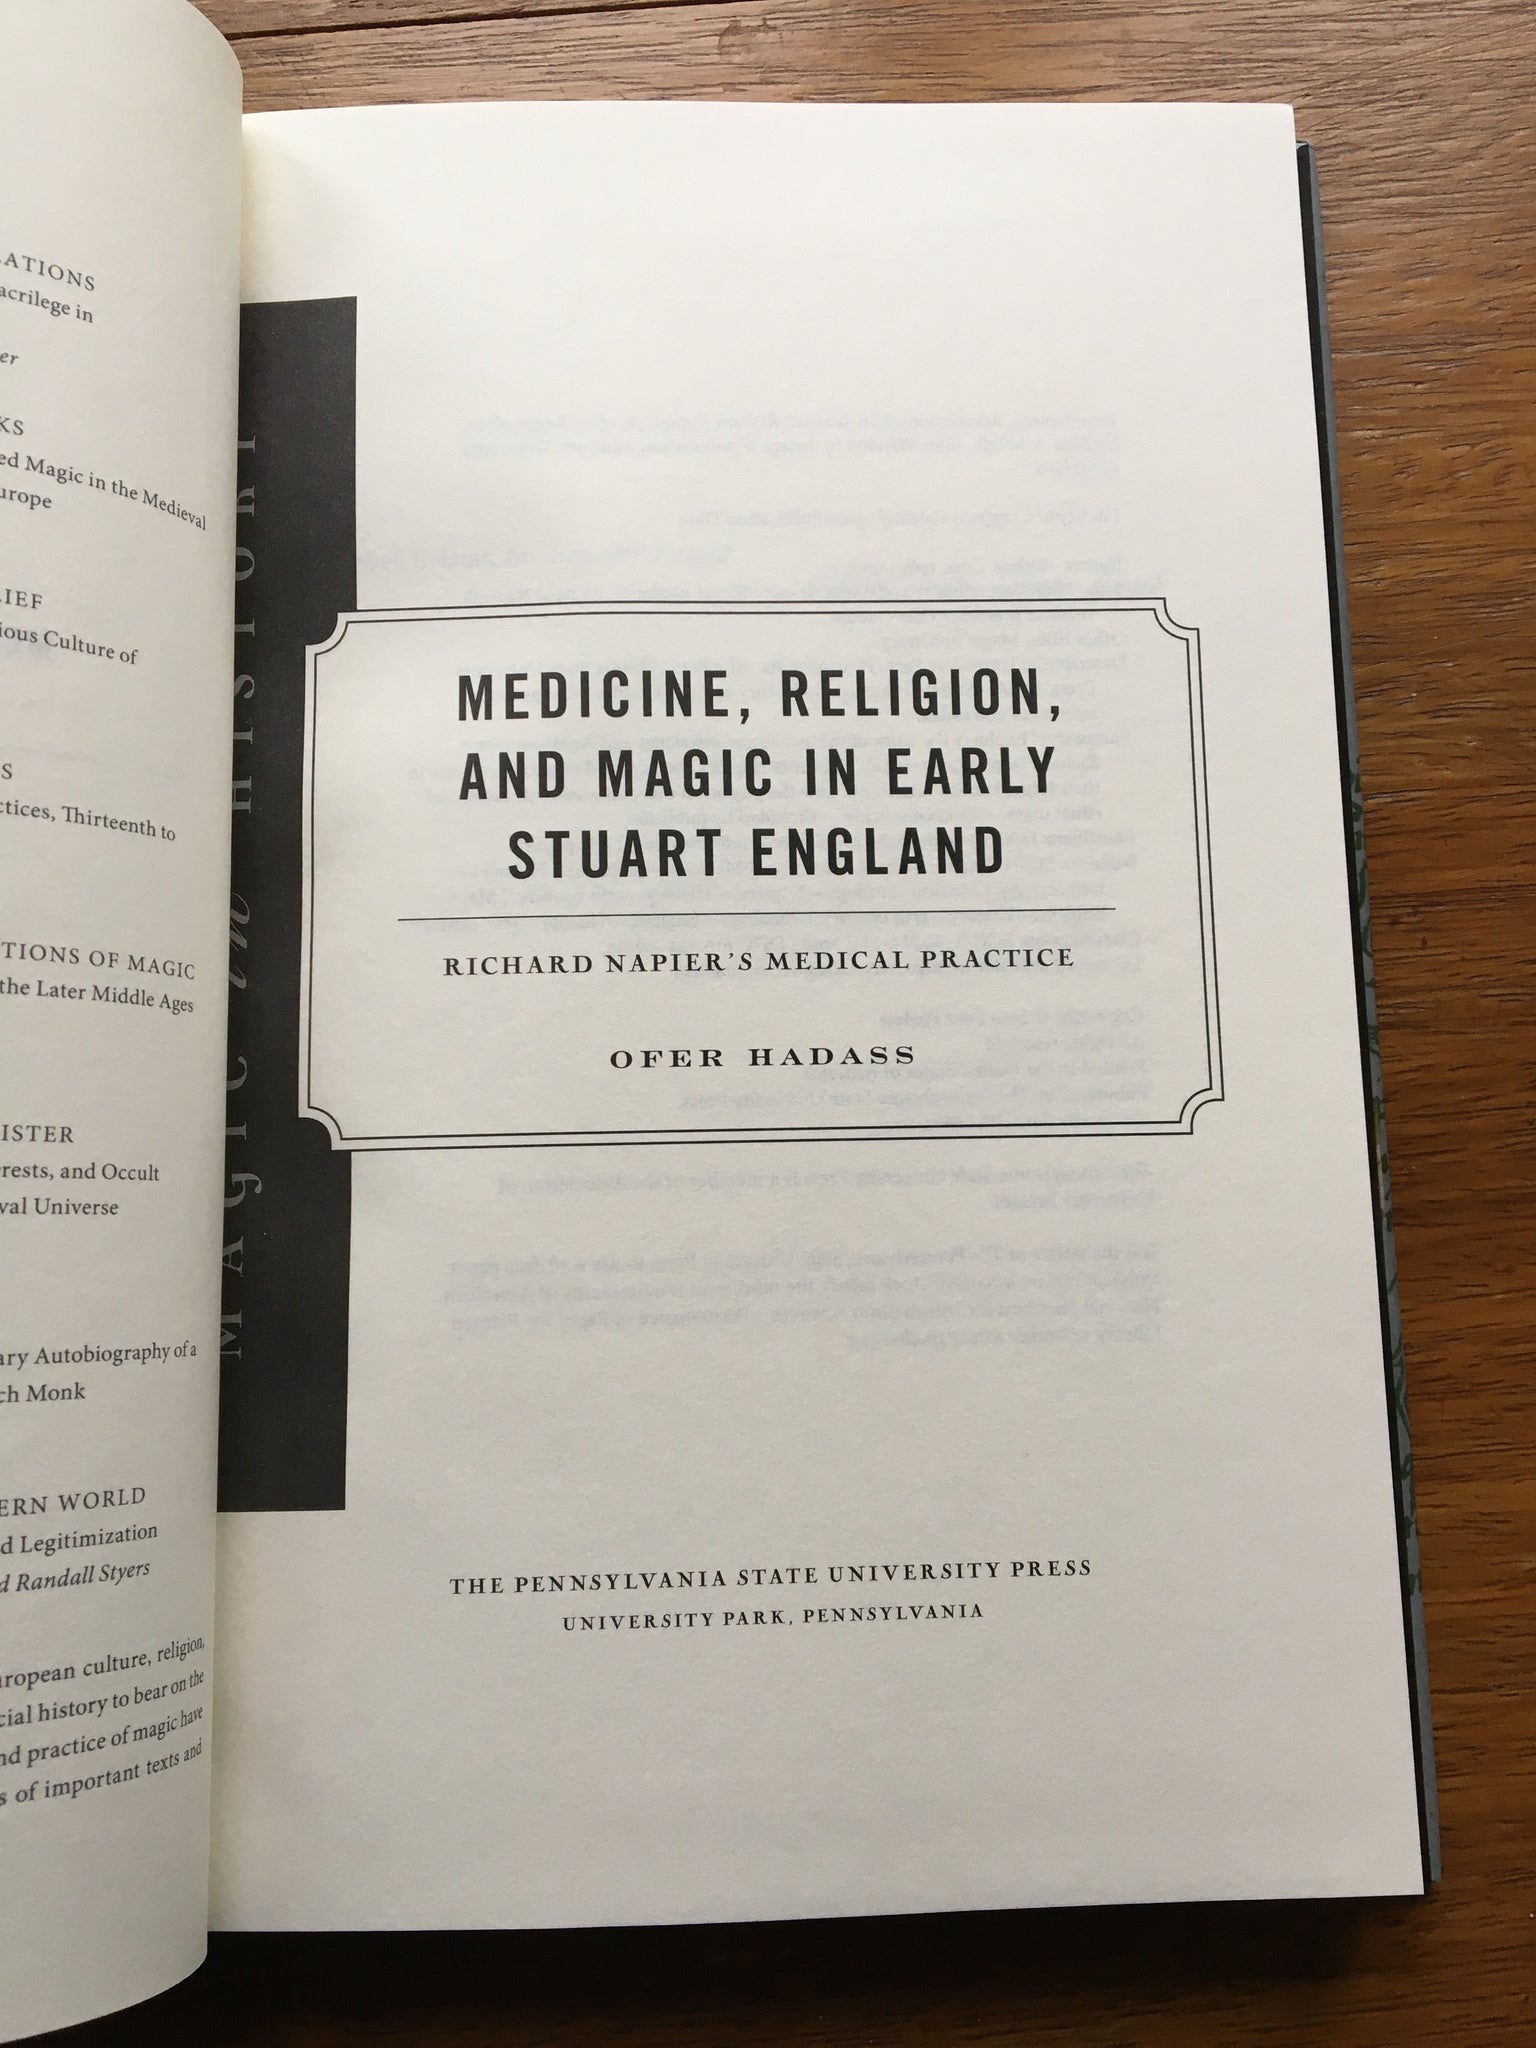 LATIONS
acrilege in
er
KS
ed Magic in the Medieval
urope
LIEF
ious Culture of
S
ctices, Thirteenth to
TIONS OF MAGIC
the Later Middle Ages
ISTER
rests, and Occult
val Universe
ary Autobiography of a
ch Monk
ERN WORLD
d Legitimization
d Randall Styers
uropean culture, religion,
cial history to bear on the
nd practice of magic have
s of important texts and
MAGIC in HISTORY
MEDICINE, RELIGION,
AND MAGIC IN EARLY
STUART ENGLAND
RICHARD NAPIER'S MEDICAL PRACTICE
OFER HADASS
THE PENNSYLVANIA STATE UNIVERSITY PRESS
UNIVERSITY PARK, PENNSYLVANIA